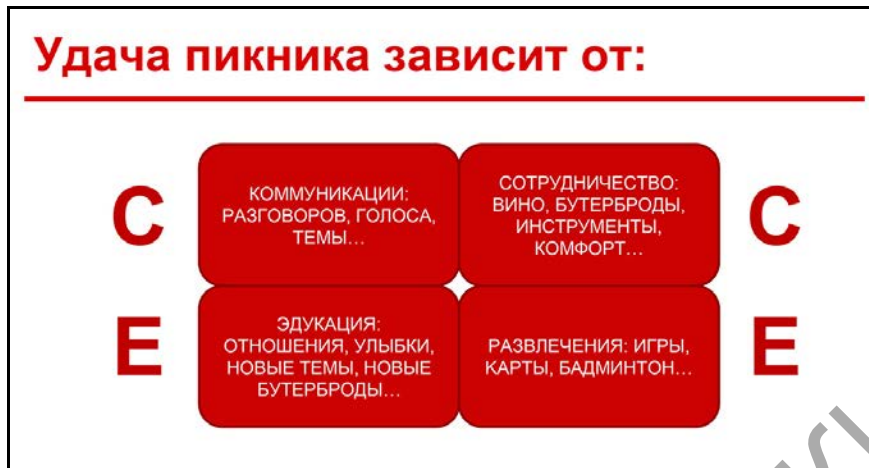 Удача пикника зависит от:
С
КОММУНИКАЦИИ:
РАЗГОВОРОВ, ГОЛОСА,
ТЕМЫ...
СОТРУДНИЧЕСТВО:
ВИНО, БУТЕРБРОДЫ,
ИНСТРУМЕНТЫ,
КОМФОРТ...
С
Е
ЭДУКАЦИЯ:
ОТНОШЕНИЯ, УЛЫБКИ,
НОВЫЕ ТЕМЫ, НОВЫЕ
БУТЕРБРОДЫ...
РАЗВЛЕЧЕНИЯ: ИГРЫ,
КАРТЫ, БАДМИНТОН...
Е